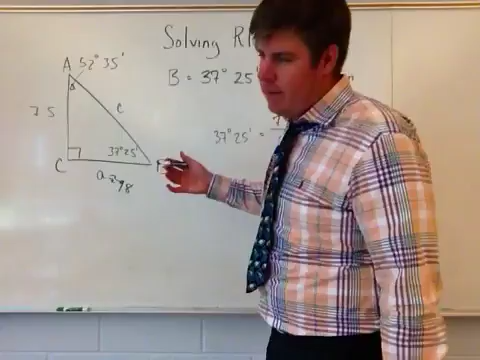 Solving
A 52° 35'
B = 37° 25'
7.5
c
37° 25' =
37° 25'
C
a ≈ 9.8